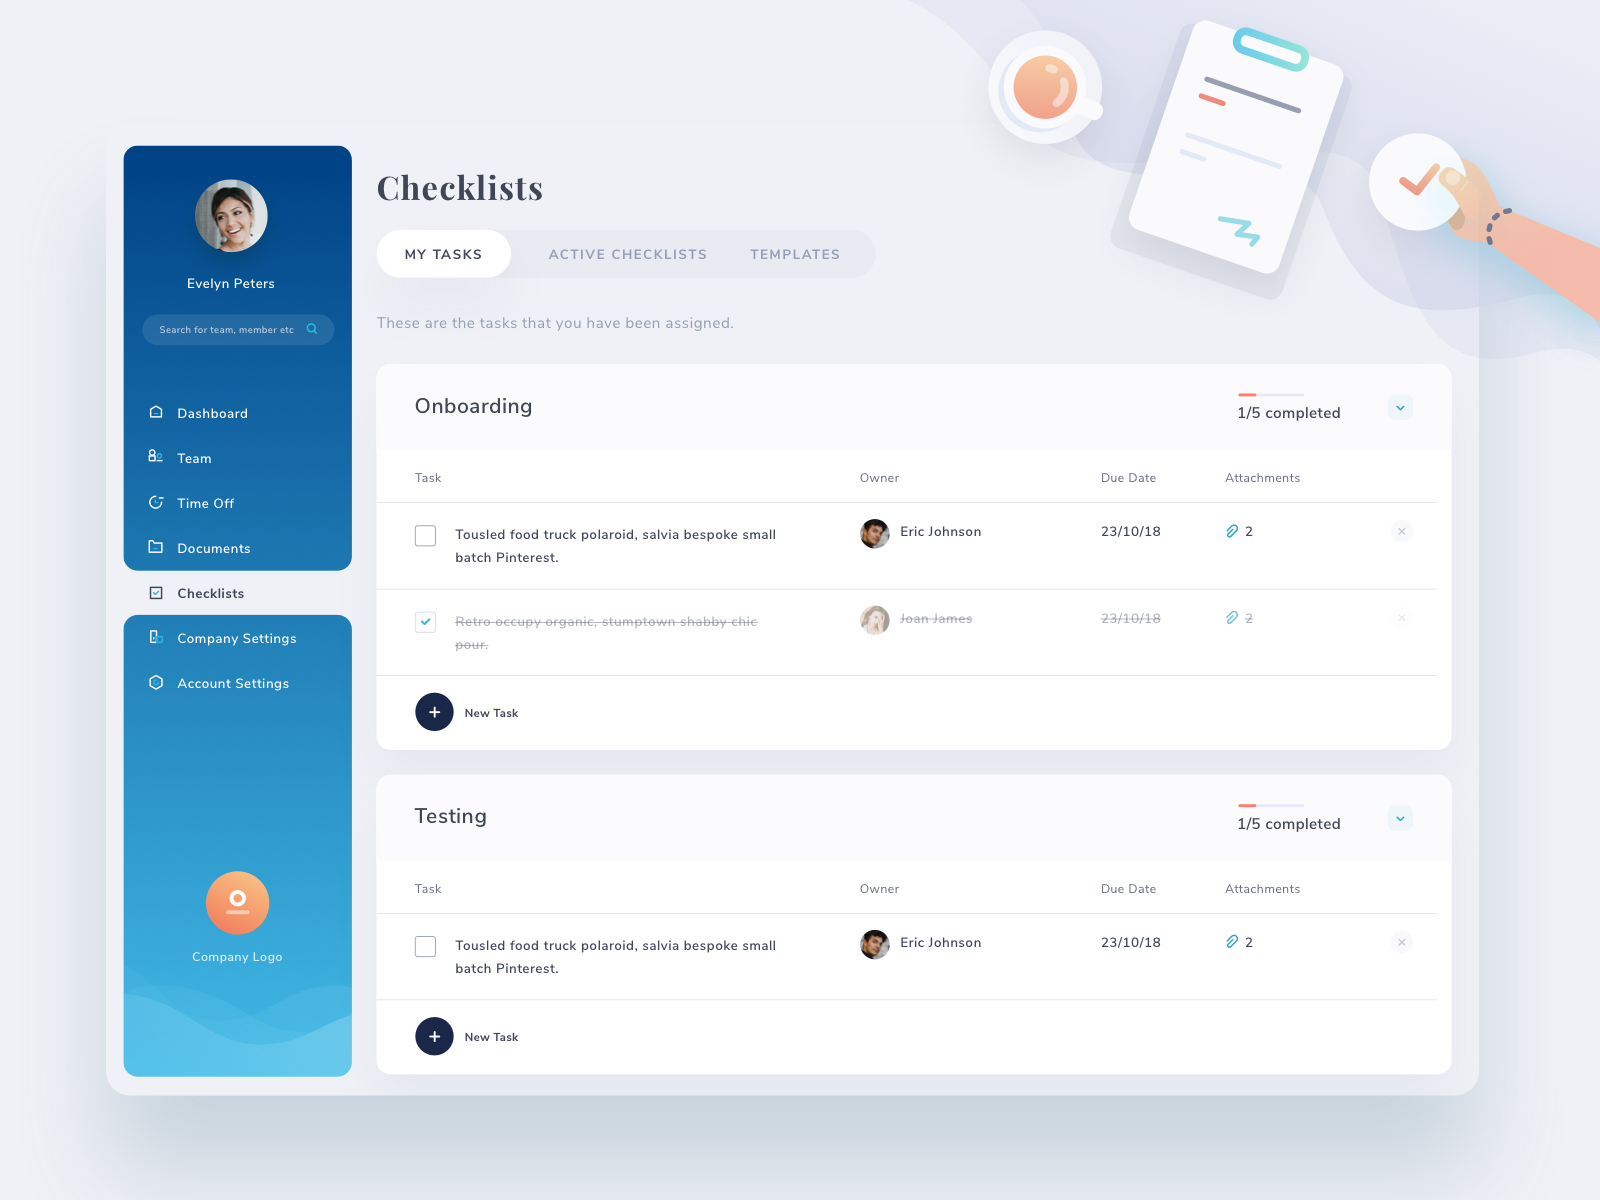 Checklists
Evelyn Peters
Search for team, member etc
Dashboard
Team
Time Off
Documents
Checklists
Company Settings
Account Settings
Company Logo
MY TASKS
ACTIVE CHECKLISTS
TEMPLATES
These are the tasks that you have been assigned.
Onboarding
1/5 completed
Task
Owner
Due Date
Attachments
Tousled food truck polaroid, salvia bespoke small
batch Pinterest.
Eric Johnson
23/10/18
2
Retro occupy organic, stumptown shabby chic
pour.
Joan James
23/10/18
2
New Task
Testing
1/5 completed
Task
Owner
Due Date
Attachments
Tousled food truck polaroid, salvia bespoke small
batch Pinterest.
Eric Johnson
23/10/18
2
New Task